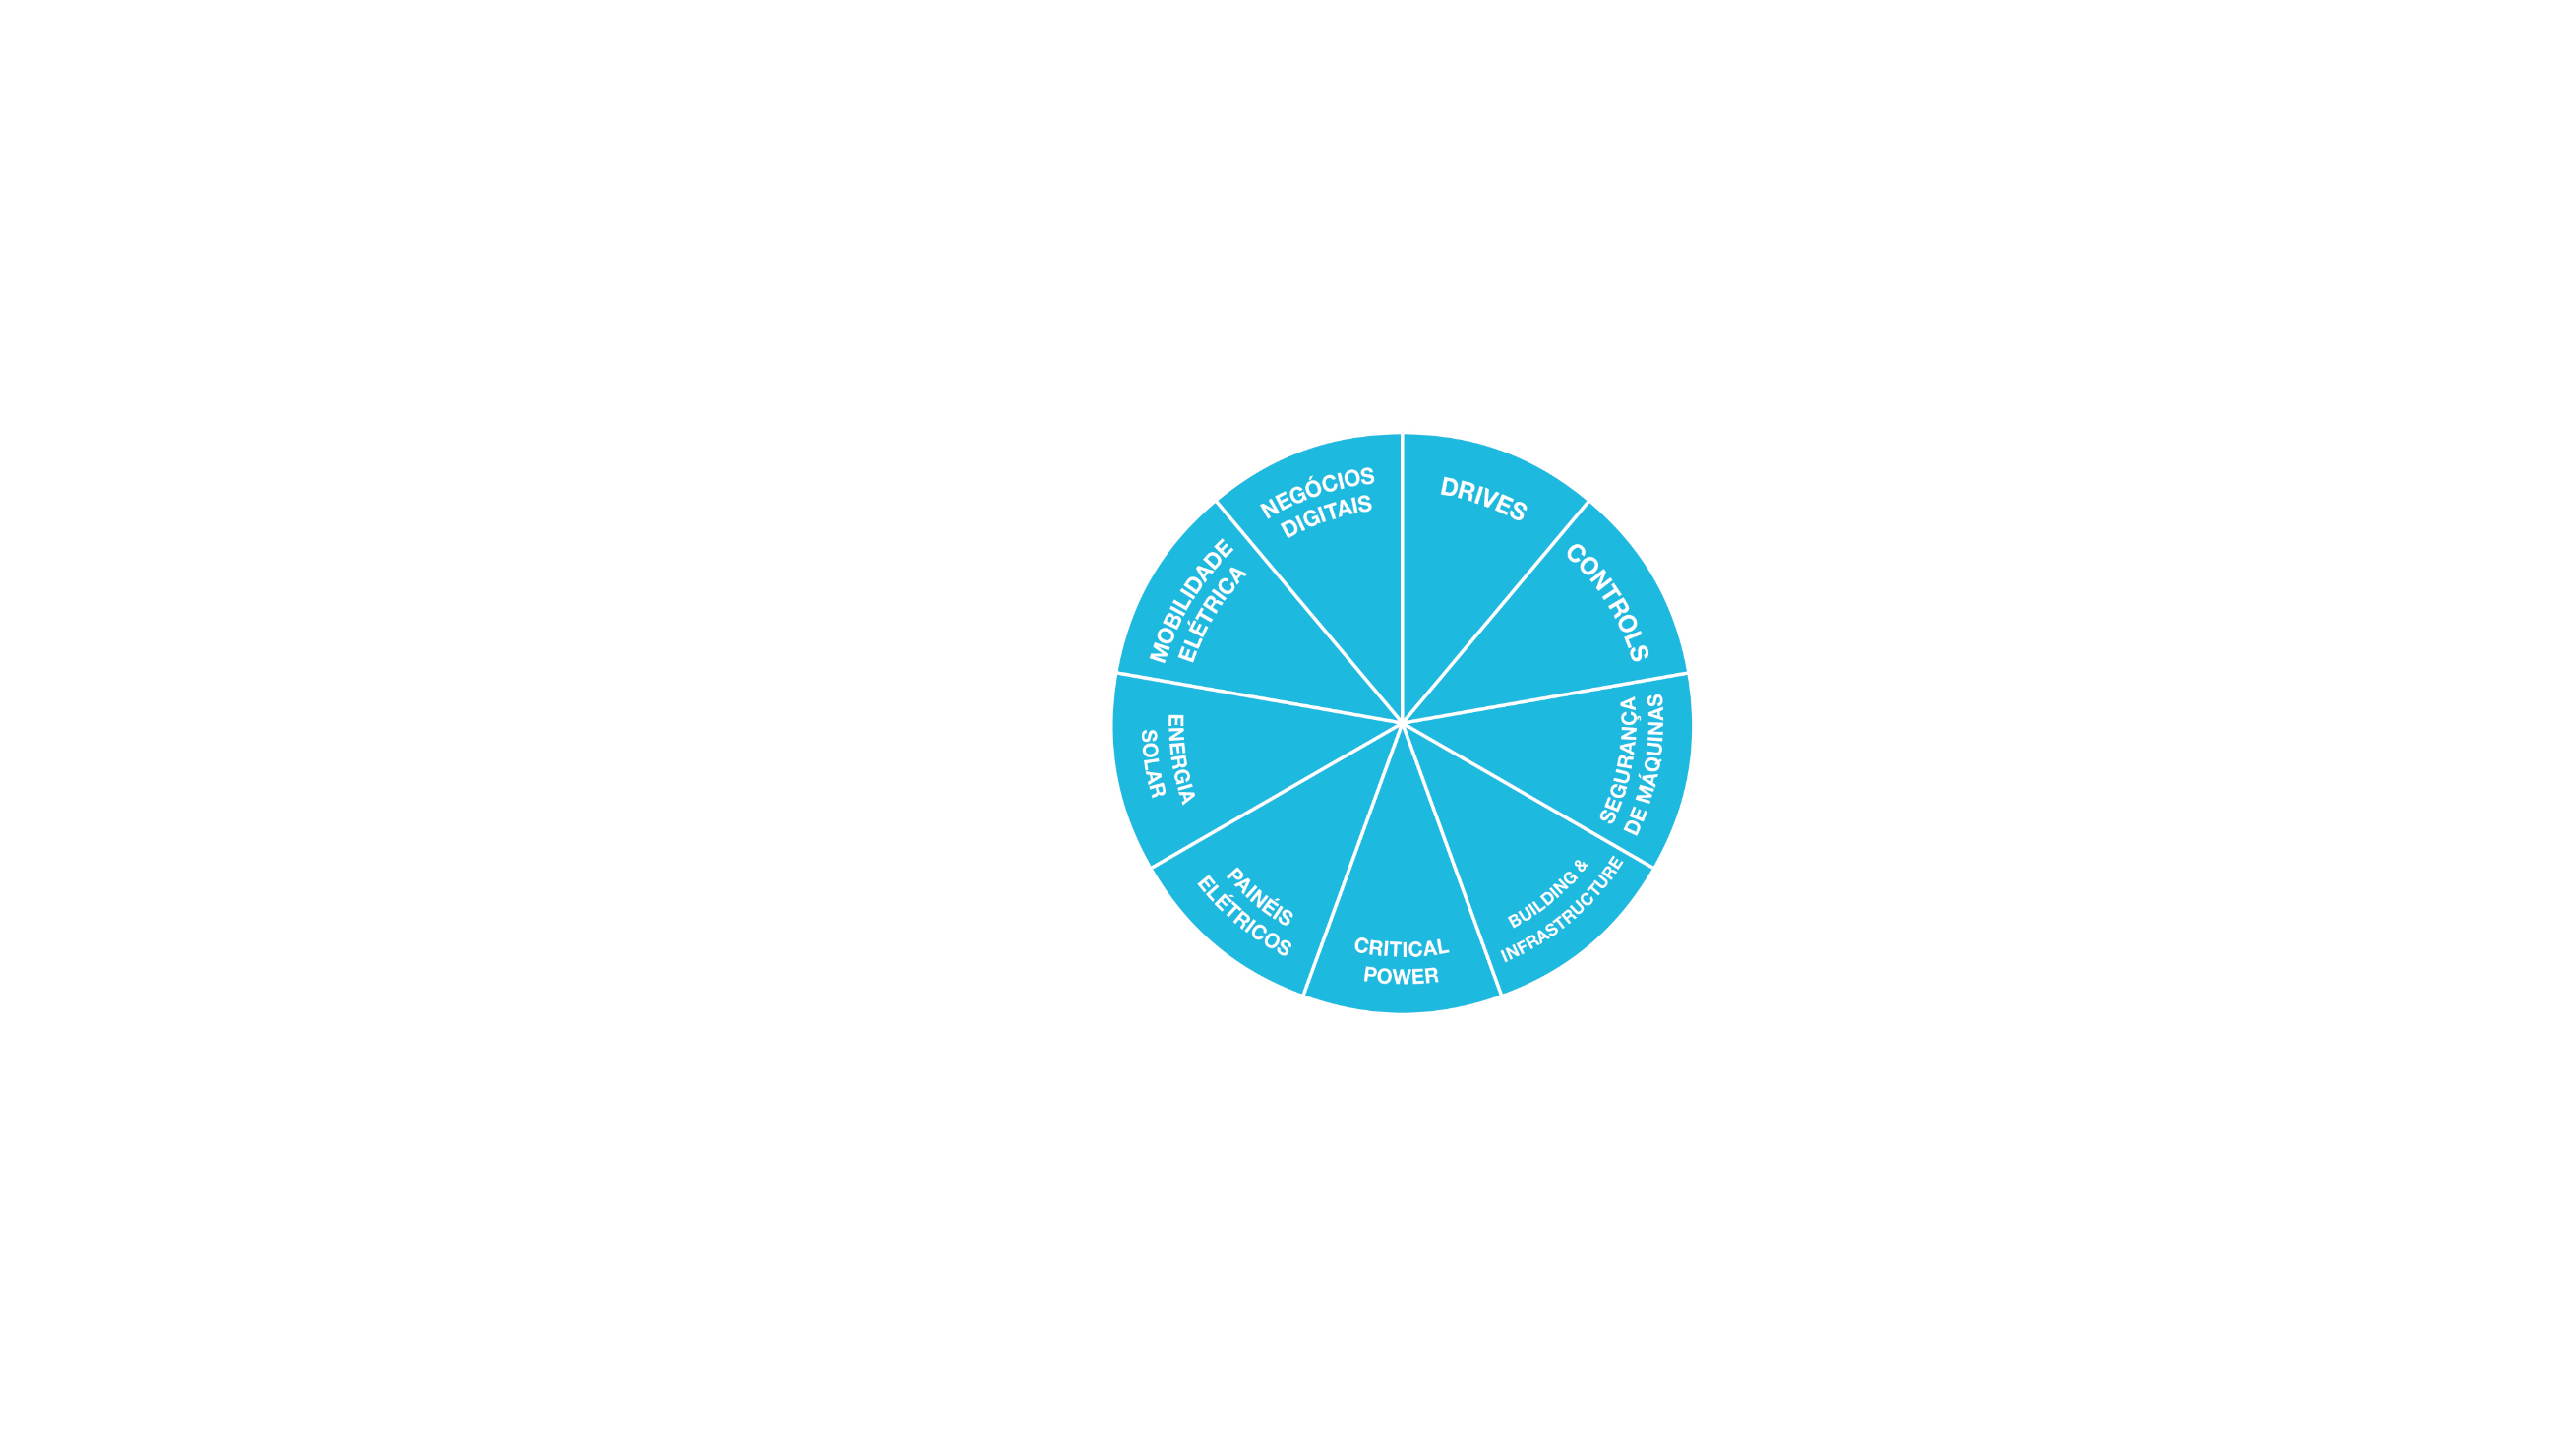 DRIVES
CONTROLS
SEGURANÇA
DE MÁQUINAS
BUILDING &
INFRASTRUCTURE
CRITICAL
POWER
PAINÉIS
ELÉTRICOS
ENERGIA
SOLAR
MOBILIDADE
ELÉTRICA
NEGÓCIOS
DIGITAIS